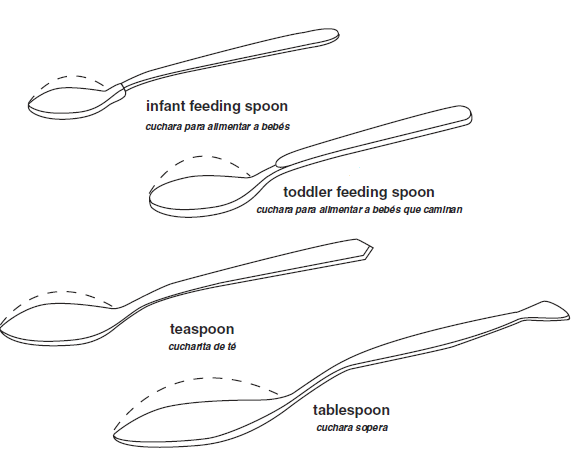 infant feeding spoon
cuchara para alimentar a bebés
toddler feeding spoon
cuchara para alimentar a bebés que caminan
teaspoon
cucharita de té
tablespoon
cuchara sopera